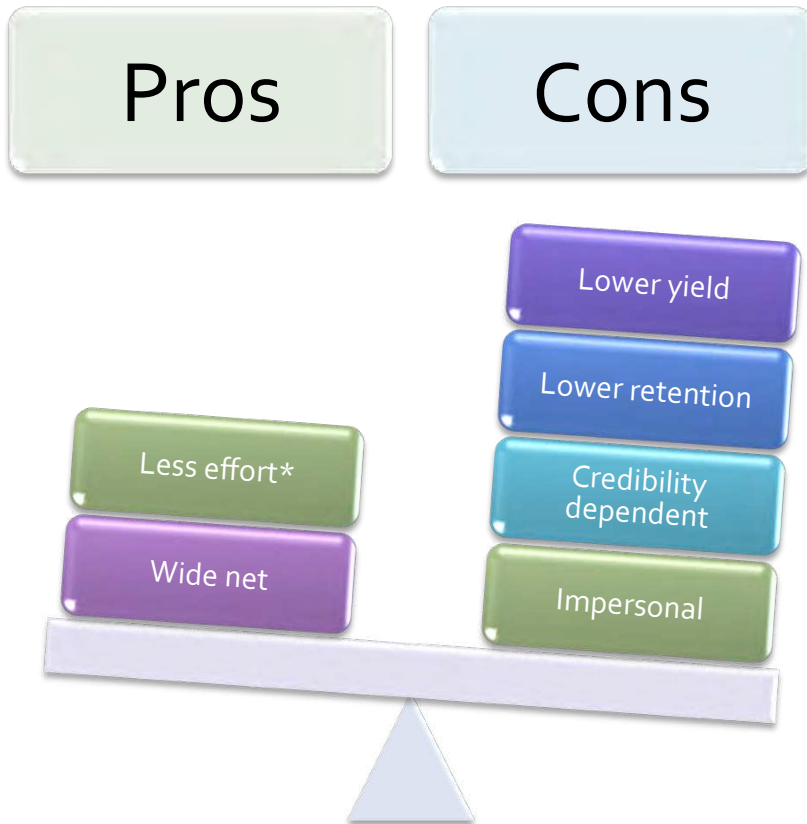 Pros
Cons
Less effort*
Wide net
Lower yield
Lower retention
Credibility
dependent
Impersonal